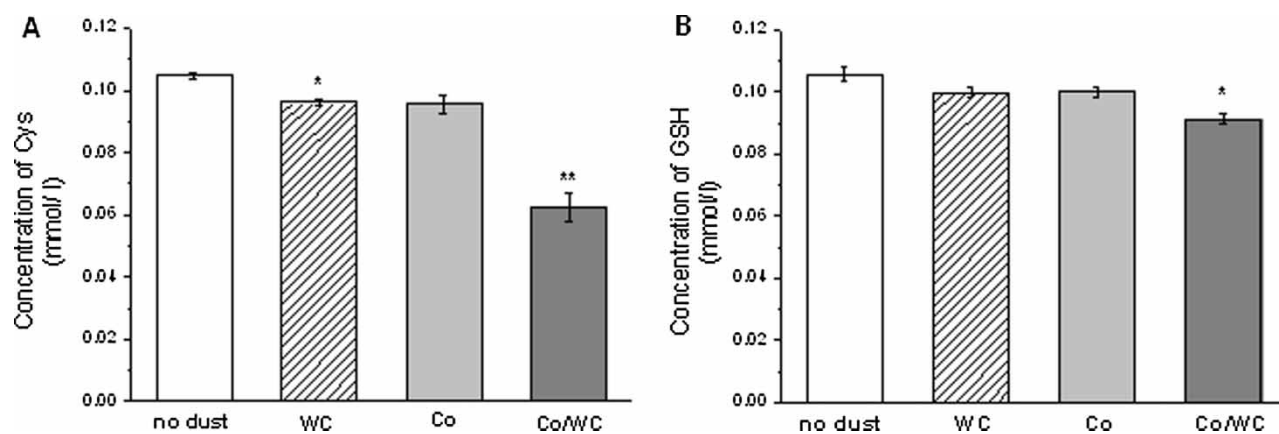 A
Concentration of Cys
(mmol/ l)
0.12
0.10
0.08
0.06
0.04
0.02
0.00
*
**
no dust WC Co Co/WC
B
Concentration of GSH
(mmol/l)
0.12
0.10
0.08
0.06
0.04
0.02
0.00
*
no dust WC Co Co/WC